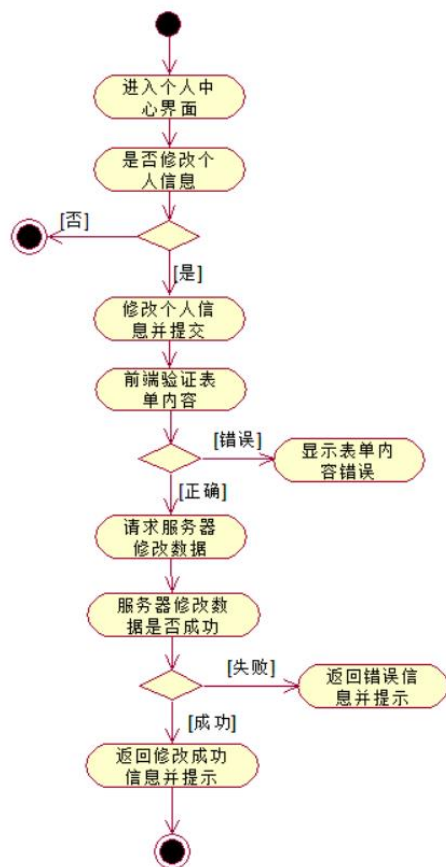 进入个人中
心界面
是否修改个
人信息
[否]
[是]
修改个人信
息并提交
前端验证表
单内容
[错误]
显示表单内
容错误
[正确]
请求服务器
修改数据
服务器修改数
据是否成功
[失败]
返回错误信
息并提示
[成功]
返回修改成功
信息并提示